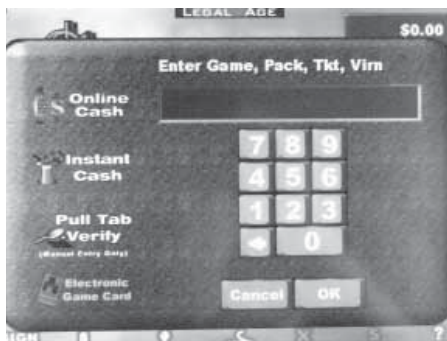 LEGAL AGE
$0.00
Enter Game, Pack, Tkt, Virn
Online
Cash
Instant
Cash
Pull Tab
Verify
(Manual Entry Only)
Electronic
Game Card
7 8 9
4 5 6
1 2 3
0
Cancel OK
IGN
?